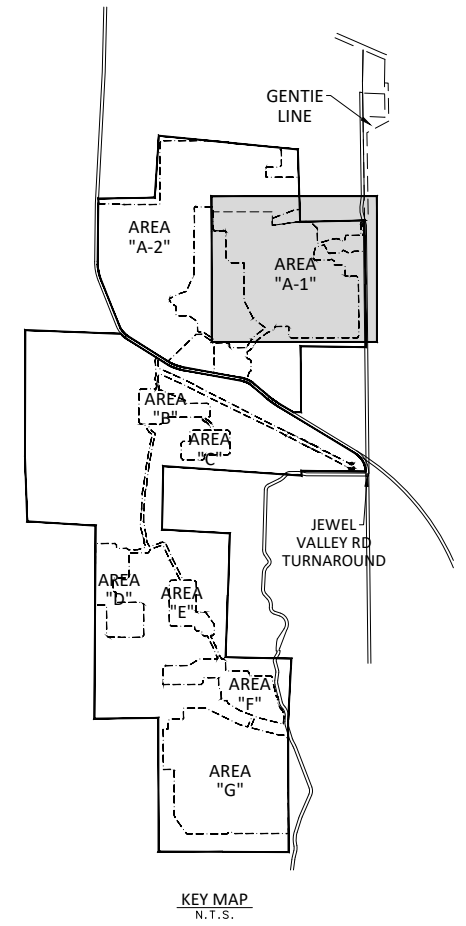 GENTIE
LINE
AREA
"A-2"
AREA
"A-1"
AREA
"B"
AREA
"C"
JEWEL
VALLEY RD
TURNAROUND
AREA
"D"
AREA
"E"
AREA
"F"
AREA
"G"
KEY MAP
N.T.S.